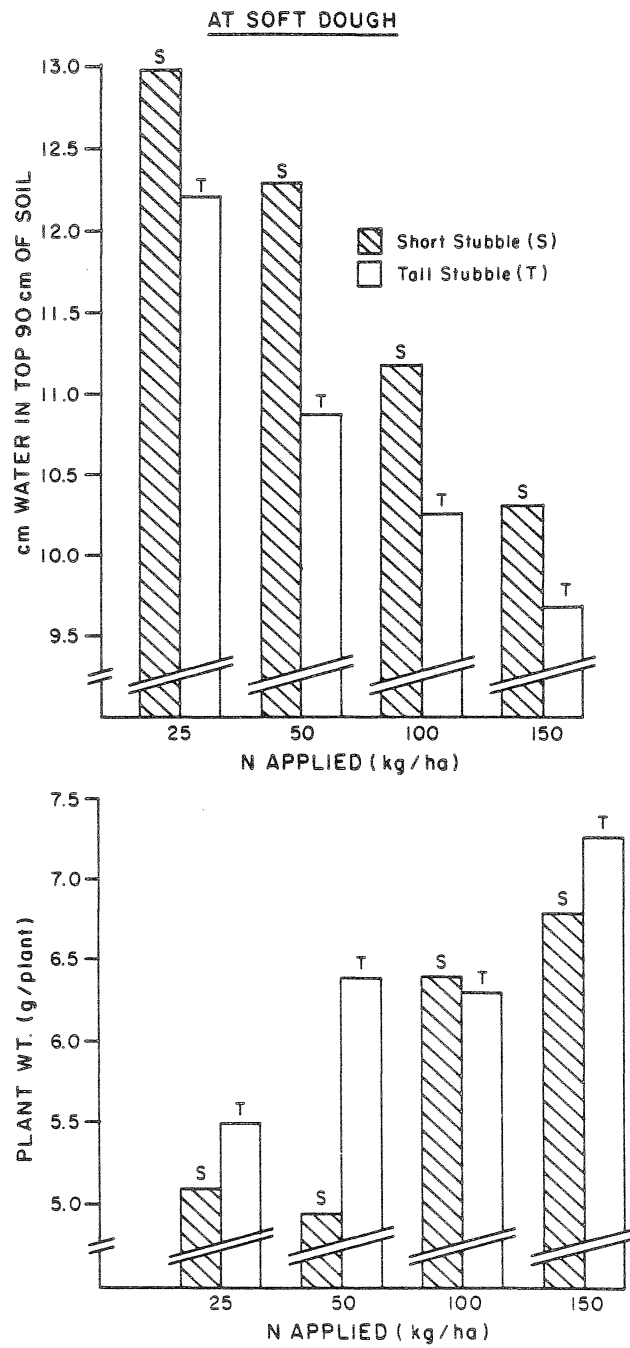 AT SOFT DOUGH
cm WATER IN TOP 90 cm OF SOIL
13.0
12.5
12.0
11.5
11.0
10.5
10.0
9.5
S
T
S
T
S
T
S
T
Short Stubble (S)
Tall Stubble (T)
25 50 100 150
N APPLIED (kg/ha)
PLANT WT. (g/plant)
7.5
7.0
6.5
6.0
5.5
5.0
S
T
S
T
S
T
S
T
25 50 100 150
N APPLIED (kg/ha)